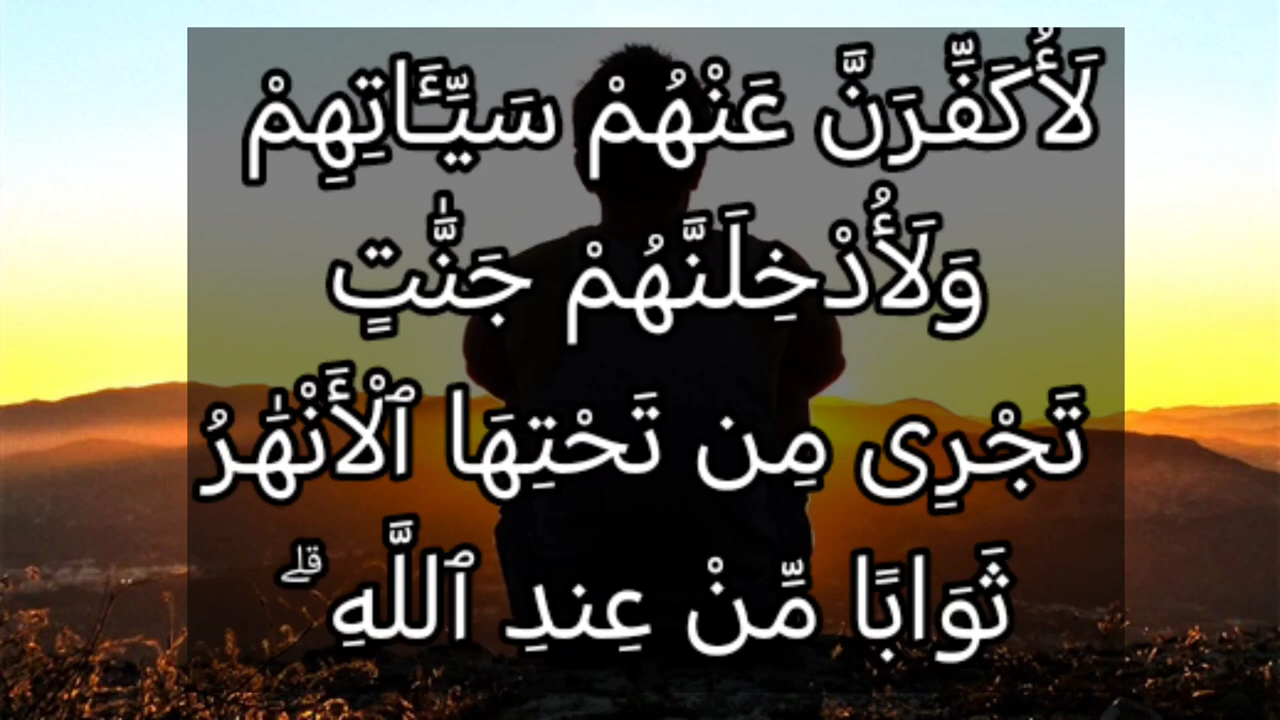 لَأُكَفِّرَنَّ عَنْهُمْ سَيِّـَٔاتِهِمْ
وَلَأُدْخِلَنَّهُمْ جَنَّٰتٍ
تَجْرِى مِن تَحْتِهَا ٱلْأَنْهَٰرُ
ثَوَابًا مِّنْ عِندِ ٱللَّهِ ۗ